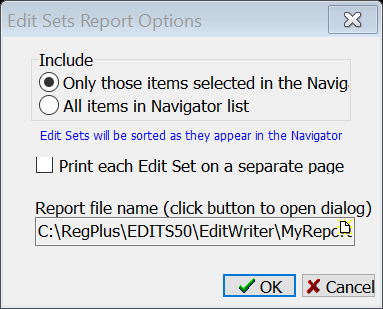 Edit Sets Report Options
Include
Only those items selected in the Naviga
All items in Navigator list
Edit Sets will be sorted as they appear in the Navigator
Print each Edit Set on a separate page
Report file name (click button to open dialog)
C:\RegPlus\EDITS50\EditWriter\MyReport
OK
Cancel